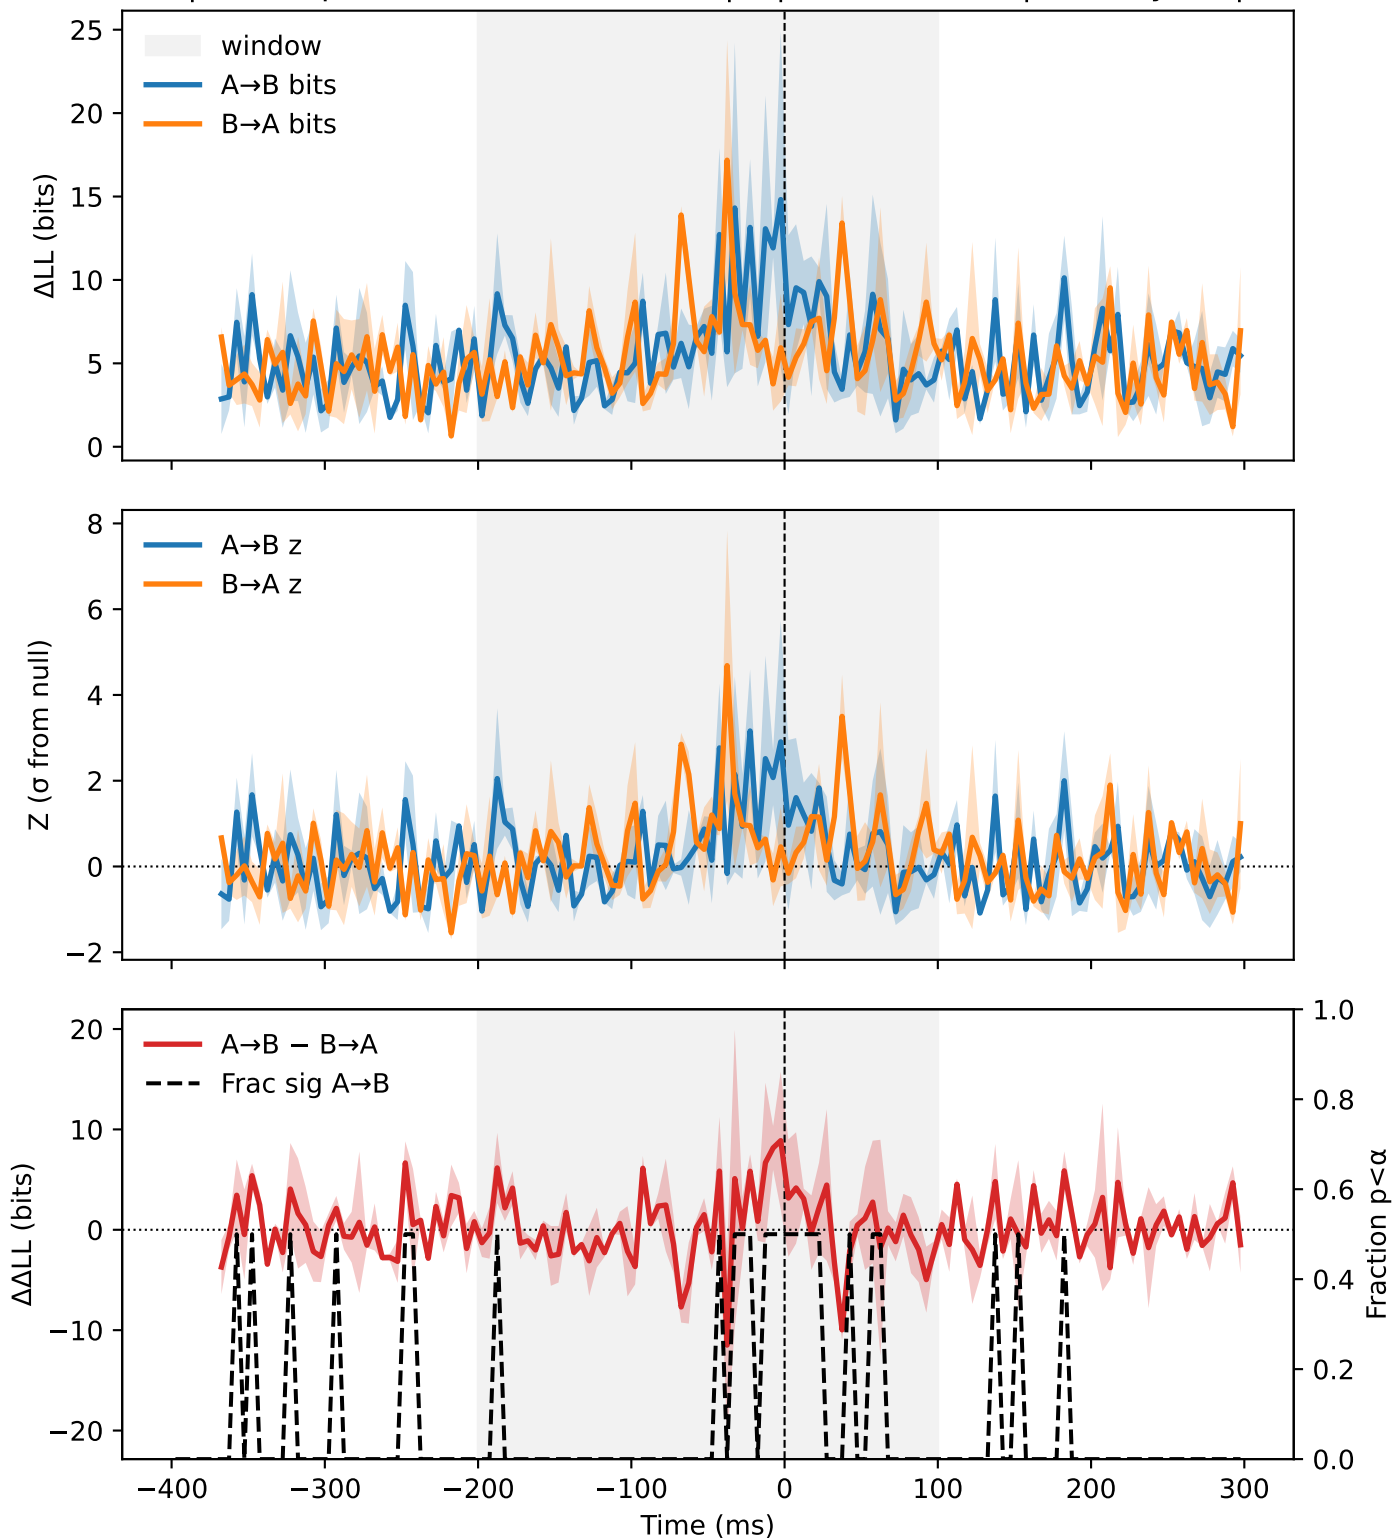 25
20
15
10
5
0
ΔLL (bits)
window
A→B bits
B→A bits
8
6
4
2
0
−2
Z (σ from null)
A→B z
B→A z
20
10
0
−10
−20
ΔΔLL (bits)
A→B − B→A
Frac sig A→B
1.0
0.8
0.6
0.4
0.2
0.0
Fraction p<α
−400 −300 −200 −100 0 100 200 300
Time (ms)